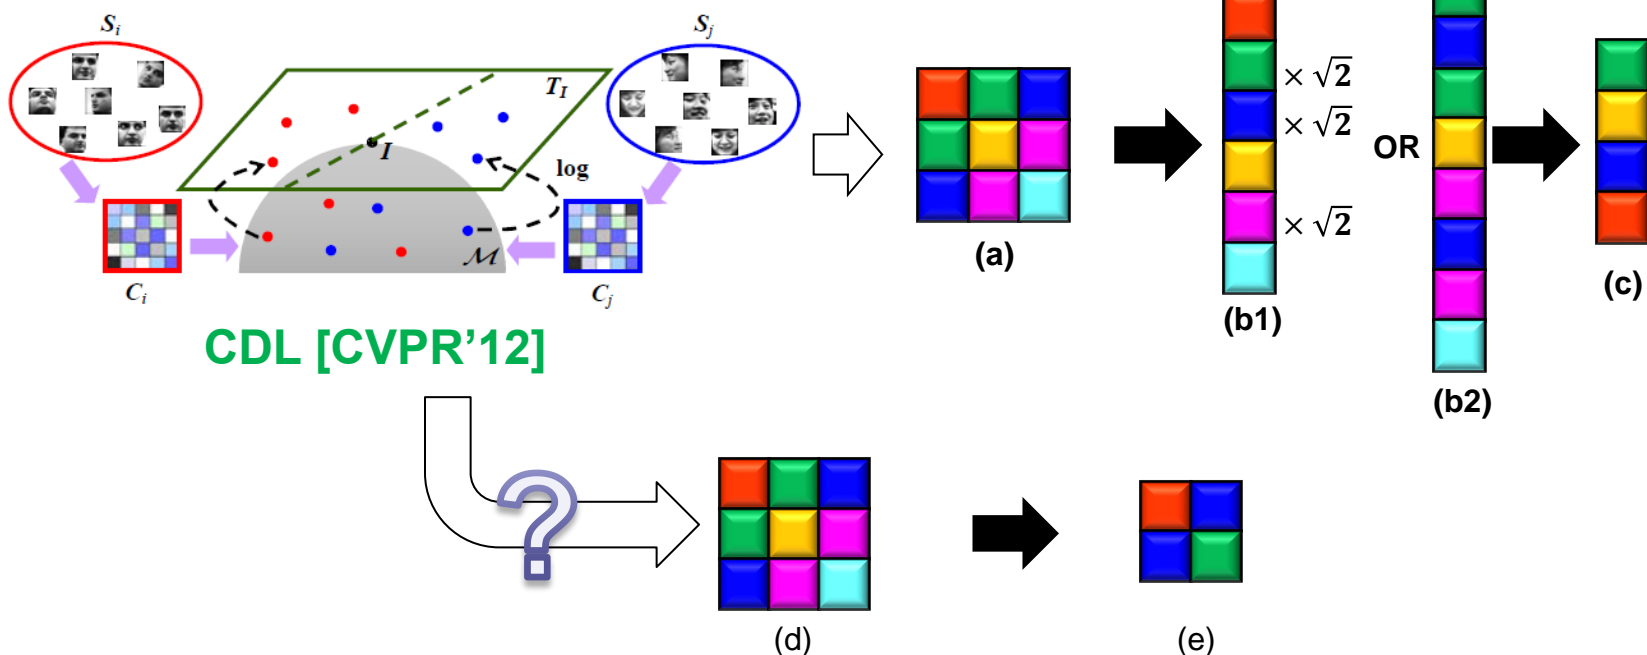 S_i
S_j
T_I
I
log
M
C_i
C_j
CDL [CVPR’12]
(a)
× √2
× √2
× √2
(b1)
OR
(b2)
(c)
?
(d)
(e)